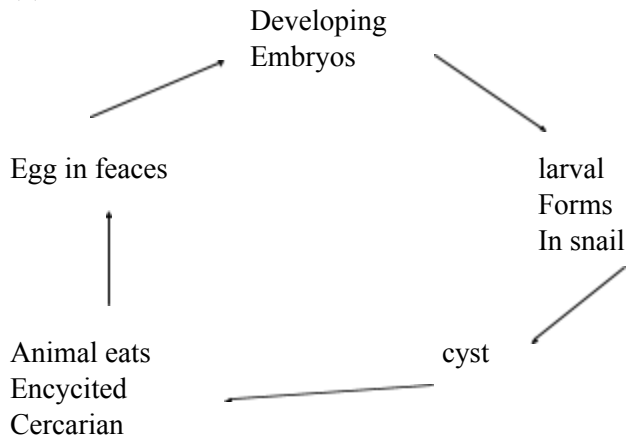 Developing
Embryos
Egg in feaces
larval
Forms
In snail
Animal eats
Encycited
Cercarian
cyst